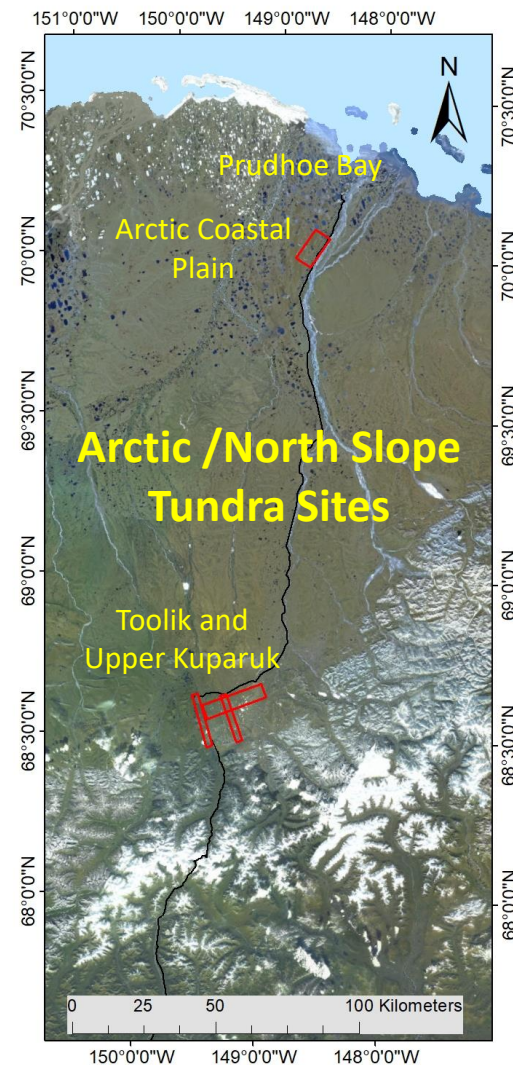 151°0'0"W 150°0'0"W 149°0'0"W 148°0'0"W
N
70°30'0"N
70°30'0"N
Prudhoe Bay
Arctic Coastal
Plain
70°0'0"N
70°0'0"N
69°30'0"N
69°30'0"N
Arctic /North Slope
Tundra Sites
69°0'0"N
69°0'0"N
Toolik and
Upper Kuparuk
68°30'0"N
68°30'0"N
68°0'0"N
68°0'0"N
0 25 50 100 Kilometers
150°0'0"W 149°0'0"W 148°0'0"W